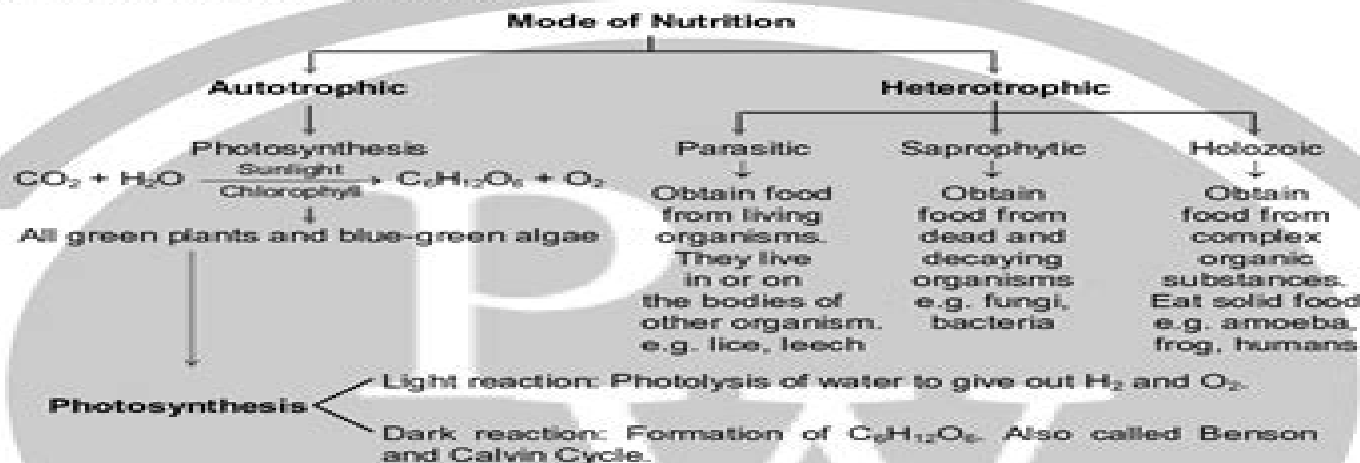 Mode of Nutrition
Autotrophic
Heterotrophic
Photosynthesis
CO₂ + H₂O Sunlight Chlorophyll → C₆H₁₂O₆ + O₂
All green plants and blue-green algae
Parasitic
Obtain food
from living
organisms.
They live
in or on
the bodies of
other organism.
e.g. lice, leech
Saprophytic
Obtain
food from
dead and
decaying
organisms
e.g. fungi,
bacteria
Holozoic
Obtain
food from
complex
organic
substances.
Eat solid food
e.g. amoeba,
frog, humans
Photosynthesis
Light reaction: Photolysis of water to give out H₂ and O₂.
Dark reaction: Formation of C₆H₁₂O₆. Also called Benson
and Calvin Cycle.